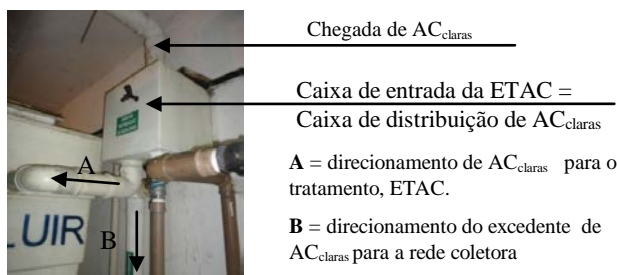 Chegada de ACclaras
Caixa de entrada da ETAC =
Caixa de distribuição de ACclaras
A = direcionamento de ACclaras para o
tratamento, ETAC.
B = direcionamento do excedente de
ACclaras para a rede coletora
A
B
LUIR